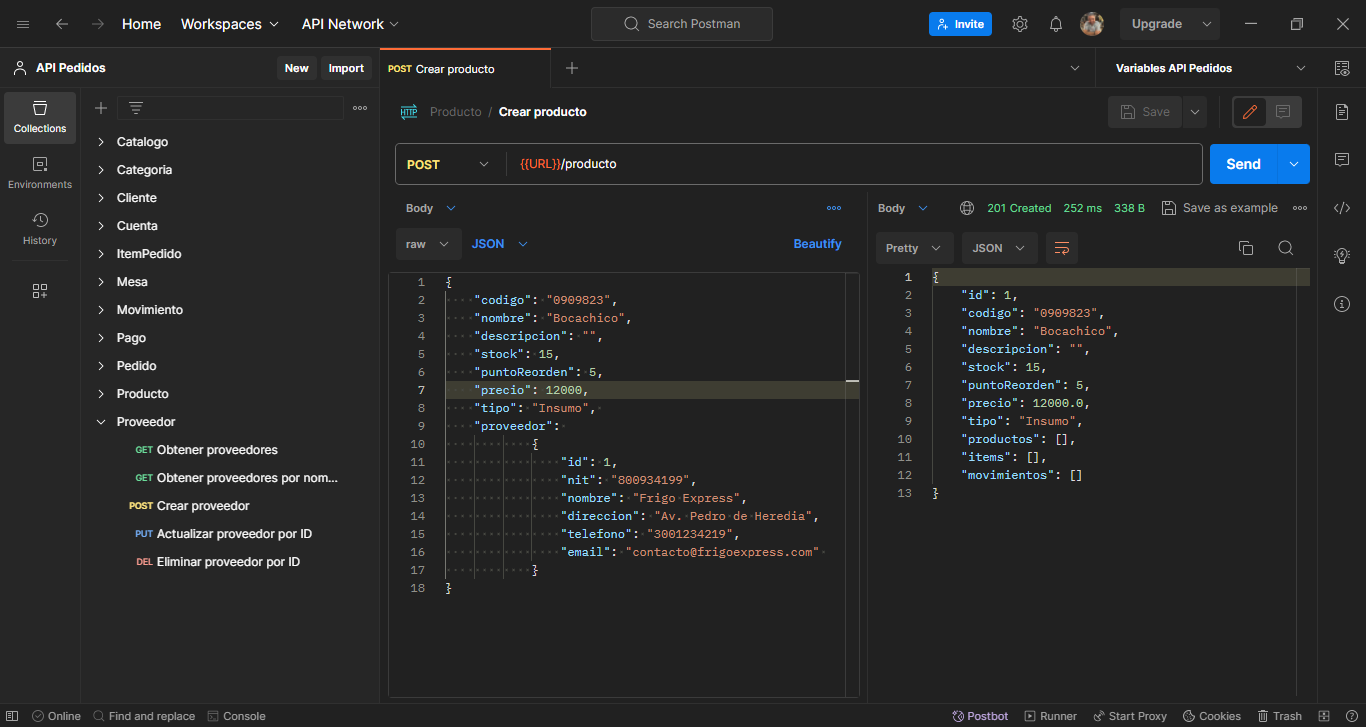 Home Workspaces API Network Search Postman Invite Upgrade
API Pedidos New Import POST Crear producto Variables API Pedidos
Collections
Environments
History
Catalogo
Categoria
Cliente
Cuenta
ItemPedido
Mesa
Movimiento
Pago
Pedido
Producto
Proveedor
GET Obtener proveedores
GET Obtener proveedores por nom...
POST Crear proveedor
PUT Actualizar proveedor por ID
DEL Eliminar proveedor por ID
HTTP Producto / Crear producto Save
POST {{URL}}/producto Send
Body
raw JSON Beautify
1 {
2 "codigo": "0909823",
3 "nombre": "Bocachico",
4 "descripcion": "",
5 "stock": 15,
6 "puntoReorden": 5,
7 "precio": 12000,
8 "tipo": "Insumo",
9 "proveedor":
10 {
11 "id": 1,
12 "nit": "800934199",
13 "nombre": "Frigo Express",
14 "direccion": "Av. Pedro de Heredia",
15 "telefono": "3001234219",
16 "email": "contacto@frigoexpress.com"
17 }
18 }
Body 201 Created 252 ms 338 B Save as example
Pretty JSON
1 {
2 "id": 1,
3 "codigo": "0909823",
4 "nombre": "Bocachico",
5 "descripcion": "",
6 "stock": 15,
7 "puntoReorden": 5,
8 "precio": 12000.0,
9 "tipo": "Insumo",
10 "productos": [],
11 "items": [],
12 "movimientos": []
13 }
Online Find and replace Console Postbot Runner Start Proxy Cookies Trash